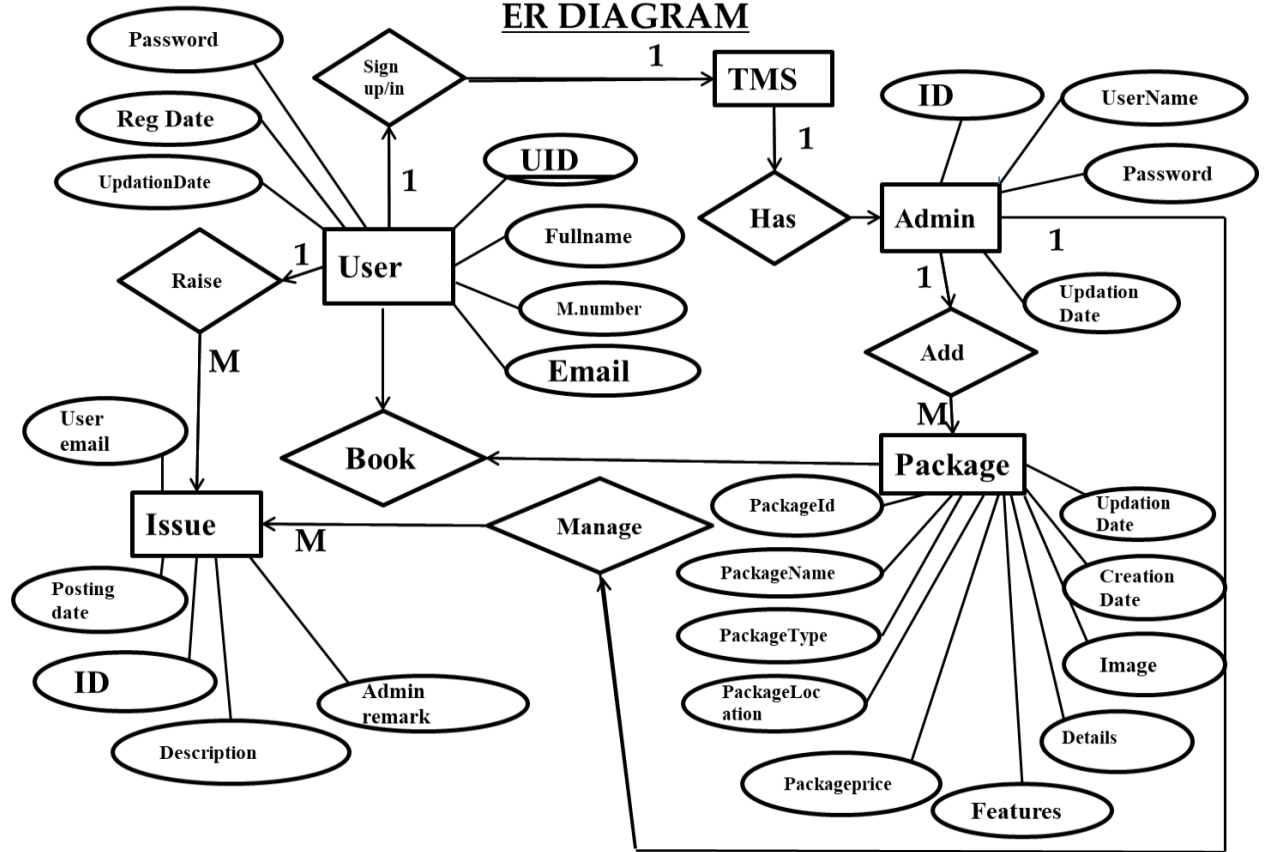 ER DIAGRAM
Password
Sign
up/in
1
TMS
ID
UserName
Reg Date
1
UID
Password
UpdationDate
1
Has
Admin
Fullname
1
User
1
1
Raise
M.number
Updation
Date
M
Email
Add
User
email
M
Book
Package
PackageId
Updation
Date
Issue
M
Manage
PackageName
Creation
Date
Posting
date
PackageType
Image
ID
Admin
remark
PackageLoc
ation
Details
Description
Packageprice
Features